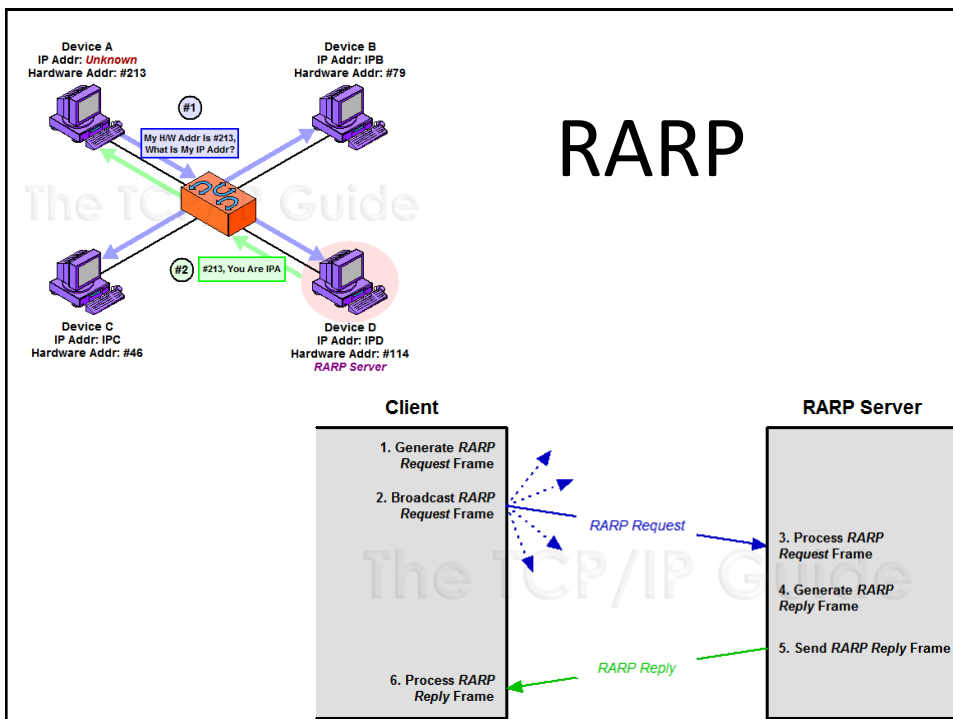 Device A
IP Addr: Unknown
Hardware Addr: #213
Device B
IP Addr: IPB
Hardware Addr: #79
#1
My H/W Addr Is #213,
What Is My IP Addr?
RARP
The TCP/IP Guide
#2
#213, You Are IPA
Device C
IP Addr: IPC
Hardware Addr: #46
Device D
IP Addr: IPD
Hardware Addr: #114
RARP Server
Client
RARP Server
1. Generate RARP
Request Frame
2. Broadcast RARP
Request Frame
RARP Request
3. Process RARP
Request Frame
The TCP/IP Guide
4. Generate RARP
Reply Frame
5. Send RARP Reply Frame
RARP Reply
6. Process RARP
Reply Frame